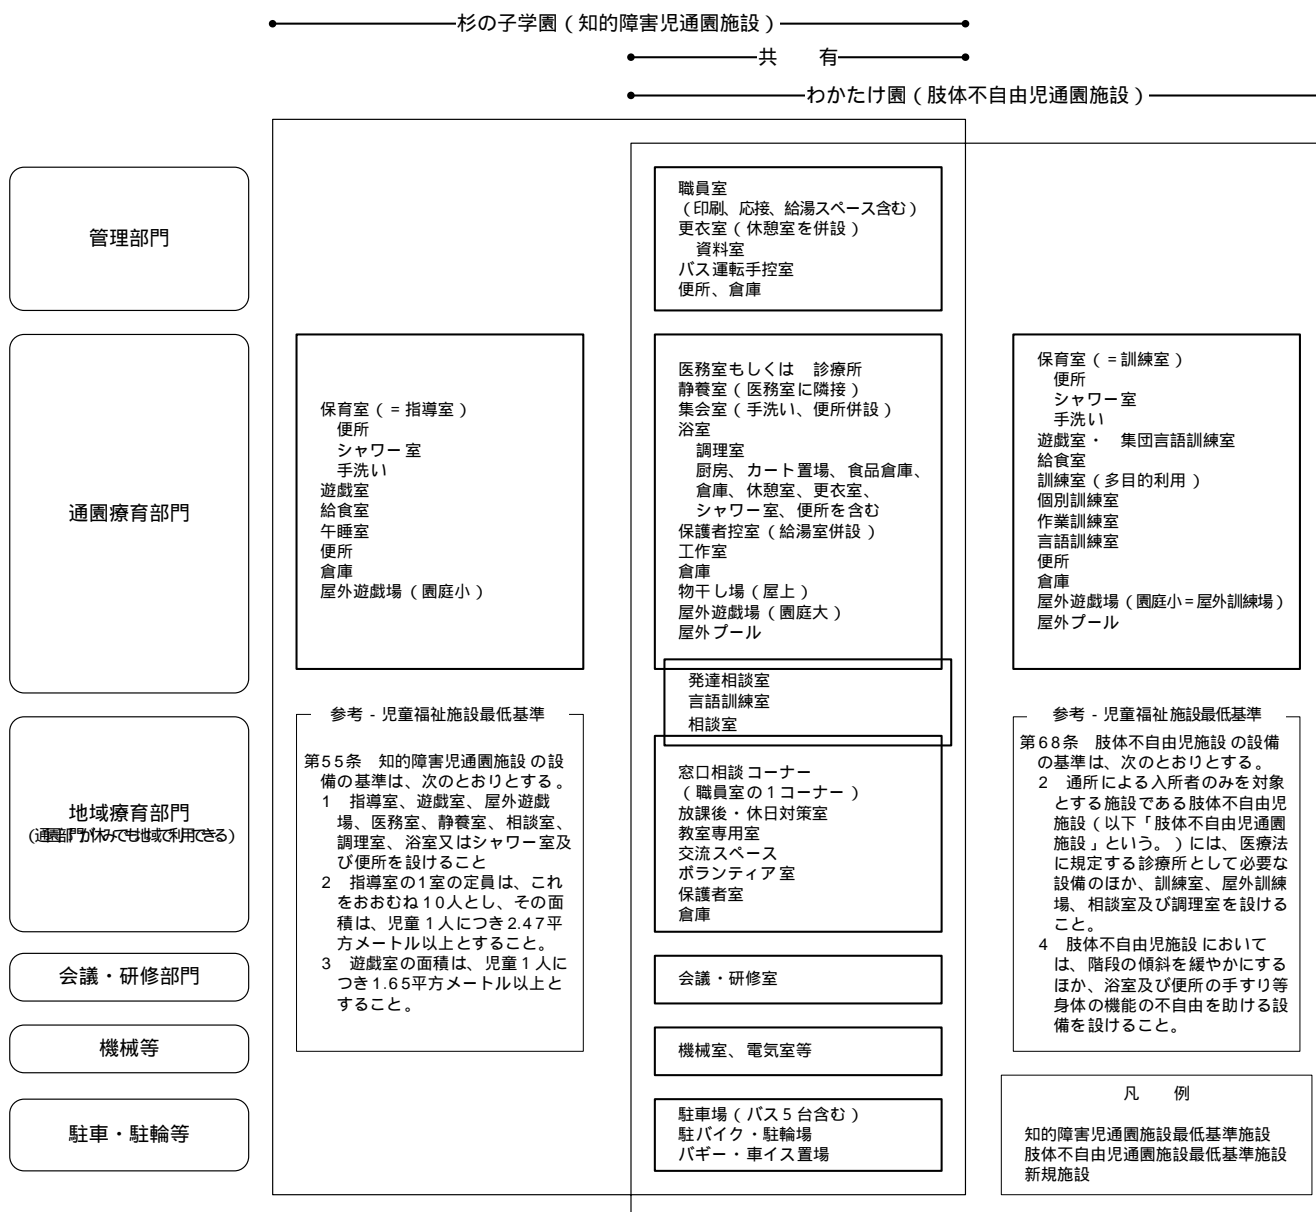 杉の子学園（知的障害児通園施設）
共　有
わかたけ園（肢体不自由児通園施設）
管理部門
職員室
（印刷、応接、給湯スペース含む）
更衣室（休憩室を併設）
資料室
バス運転手控室
便所、倉庫
通園療育部門
保育室（＝指導室）
便所
シャワー室
手洗い
遊戯室
給食室
午睡室
便所
倉庫
屋外遊戯場（園庭小）
医務室もしくは　診療所
静養室（医務室に隣接）
集会室（手洗い、便所併設）
浴室
調理室
厨房、カート置場、食品倉庫、
倉庫、休憩室、更衣室、
シャワー室、便所を含む
保護者控室（給湯室併設）
工作室
倉庫
物干し場（屋上）
屋外遊戯場（園庭大）
屋外プール
保育室（＝訓練室）
便所
シャワー室
手洗い
遊戯室・　集団言語訓練室
給食室
訓練室（多目的利用）
個別訓練室
作業訓練室
言語訓練室
便所
倉庫
屋外遊戯場（園庭小＝屋外訓練場）
屋外プール
発達相談室
言語訓練室
相談室
地域療育部門
（通園部門が休みでも地域で利用できる）
参考 - 児童福祉施設最低基準
第55条　知的障害児通園施設の設
備の基準は、次のとおりとする。
1　指導室、遊戯室、屋外遊戯
場、医務室、静養室、相談室、
調理室、浴室又はシャワー室及
び便所を設けること
2　指導室の1室の定員は、これ
をおおむね10人とし、その面
積は、児童1人につき2.47平
方メートル以上とすること。
3　遊戯室の面積は、児童1人に
つき1.65平方メートル以上と
すること。
窓口相談コーナー
（職員室の1コーナー）
放課後・休日対策室
教室専用室
交流スペース
ボランティア室
保護者室
倉庫
参考 - 児童福祉施設最低基準
第68条　肢体不自由児施設の設備
の基準は、次のとおりとする。
2　通所による入所者のみを対象
とする施設である肢体不自由児
施設（以下「肢体不自由児通園
施設」という。）には、医療法
に規定する診療所として必要な
設備のほか、訓練室、屋外訓練
場、相談室及び調理室を設ける
こと。
4　肢体不自由児施設において
は、階段の傾斜を緩やかにする
ほか、浴室及び便所の手すり等
身体の機能の不自由を助ける設
備を設けること。
会議・研修部門
会議・研修室
機械等
機械室、電気室等
駐車・駐輪等
駐車場（バス5台含む）
駐バイク・駐輪場
バギー・車イス置場
凡　例
知的障害児通園施設最低基準施設
肢体不自由児通園施設最低基準施設
新規施設